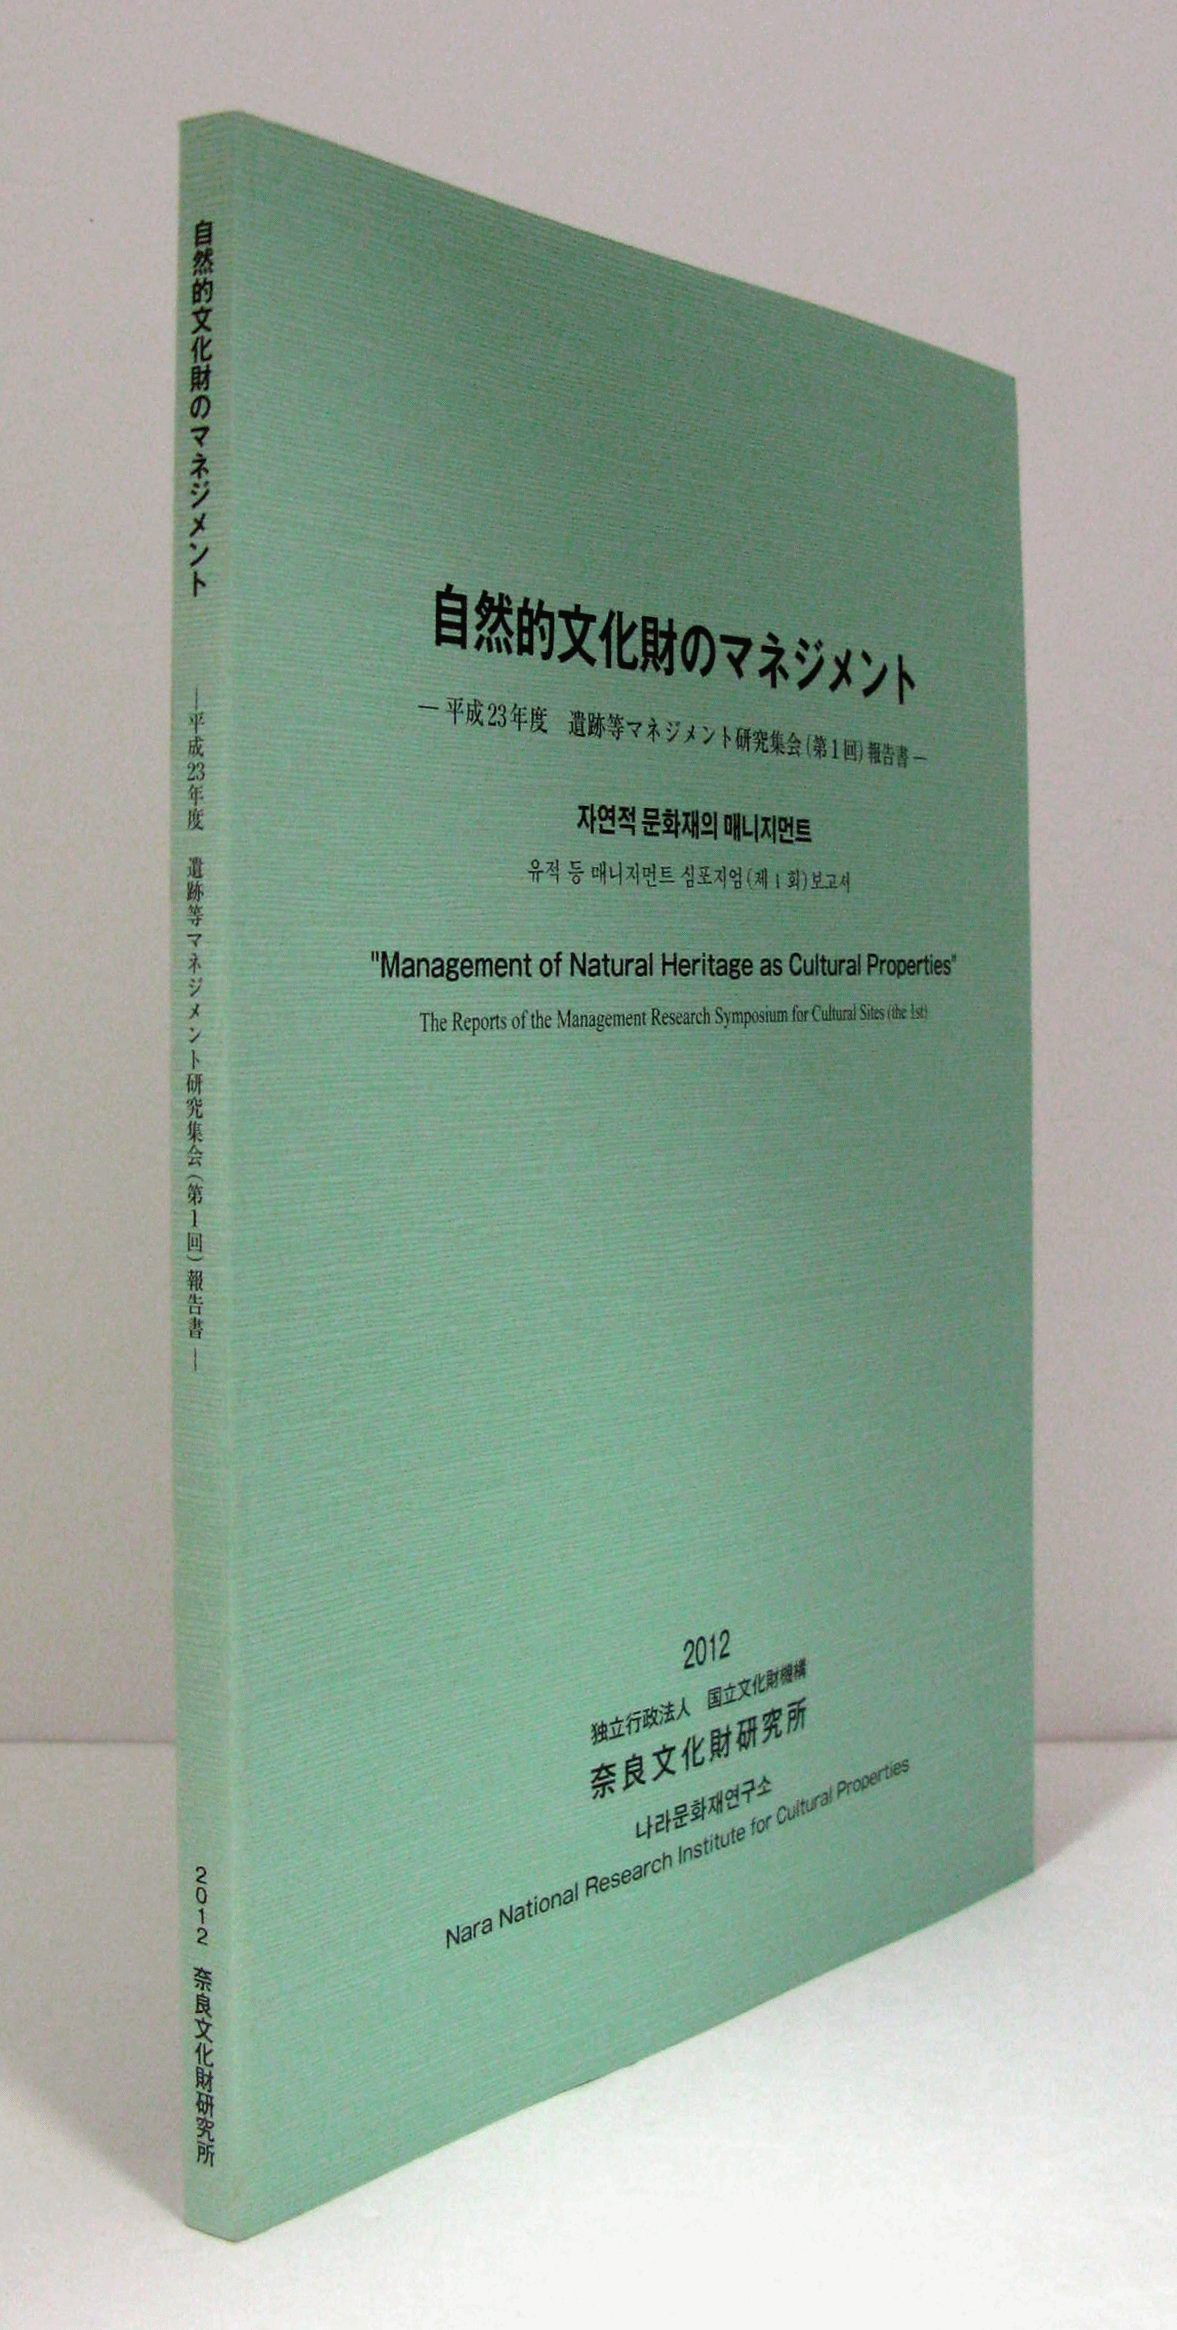 自然的文化財のマネジメント
―平成23年度　遺跡等マネジメント研究集会(第1回)報告書―
2012 奈良文化財研究所
自然的文化財のマネジメント
―平成23年度　遺跡等マネジメント研究集会(第1回)報告書―
자연적 문화재의 매니지먼트
유적 등 매니지먼트 심포지엄(제1회)보고서
"Management of Natural Heritage as Cultural Properties"
The Reports of the Management Research Symposium for Cultural Sites (the 1st)
2012
独立行政法人　国立文化財機構
奈良文化財研究所
나라문화재연구소
Nara National Research Institute for Cultural Properties